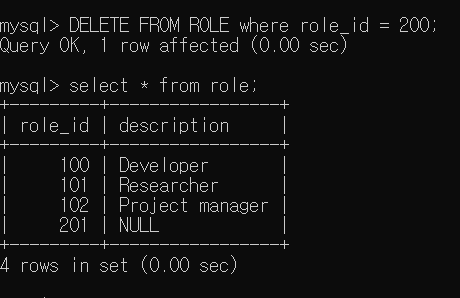 mysql> DELETE FROM ROLE where role_id = 200;
Query OK, 1 row affected (0.00 sec)
mysql> select * from role;
+---------+-----------------+
| role_id | description     |
+---------+-----------------+
|     100 | Developer       |
|     101 | Researcher      |
|     102 | Project manager |
|     201 | NULL            |
+---------+-----------------+
4 rows in set (0.00 sec)